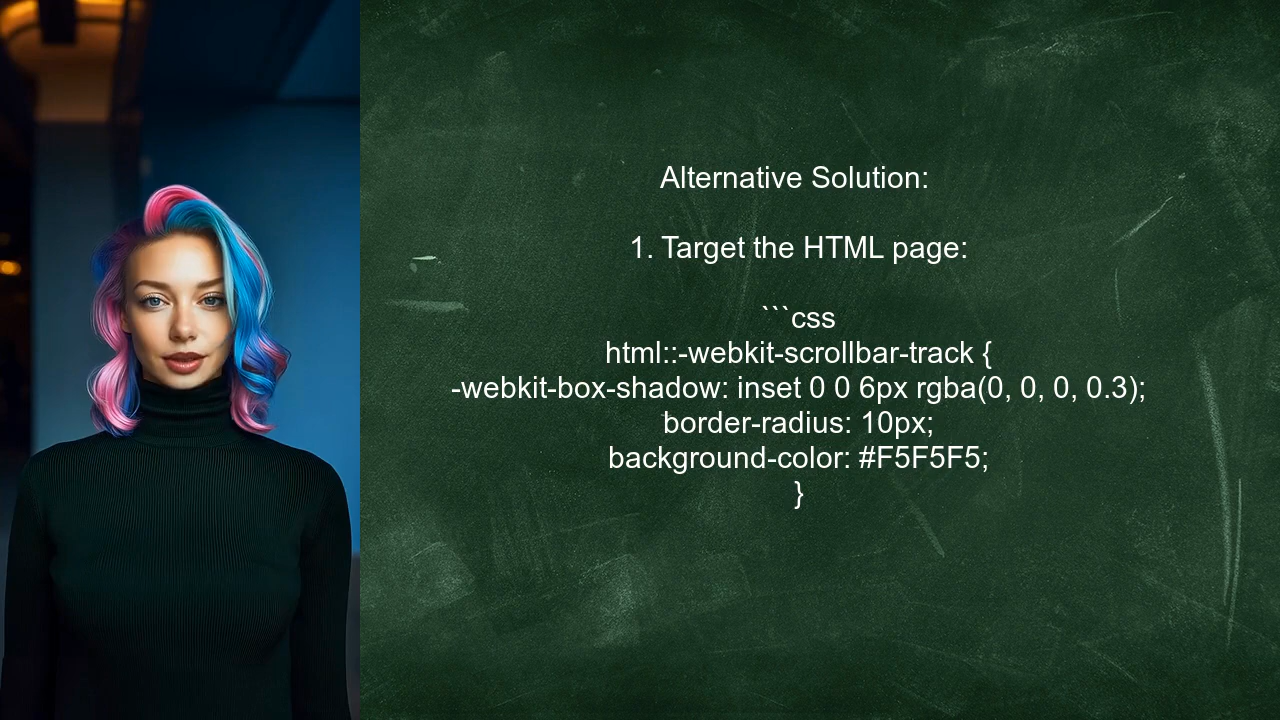 Alternative Solution:
1. Target the HTML page:
```css
html::-webkit-scrollbar-track {
-webkit-box-shadow: inset 0 0 6px rgba(0, 0, 0, 0.3);
border-radius: 10px;
background-color: #F5F5F5;
}